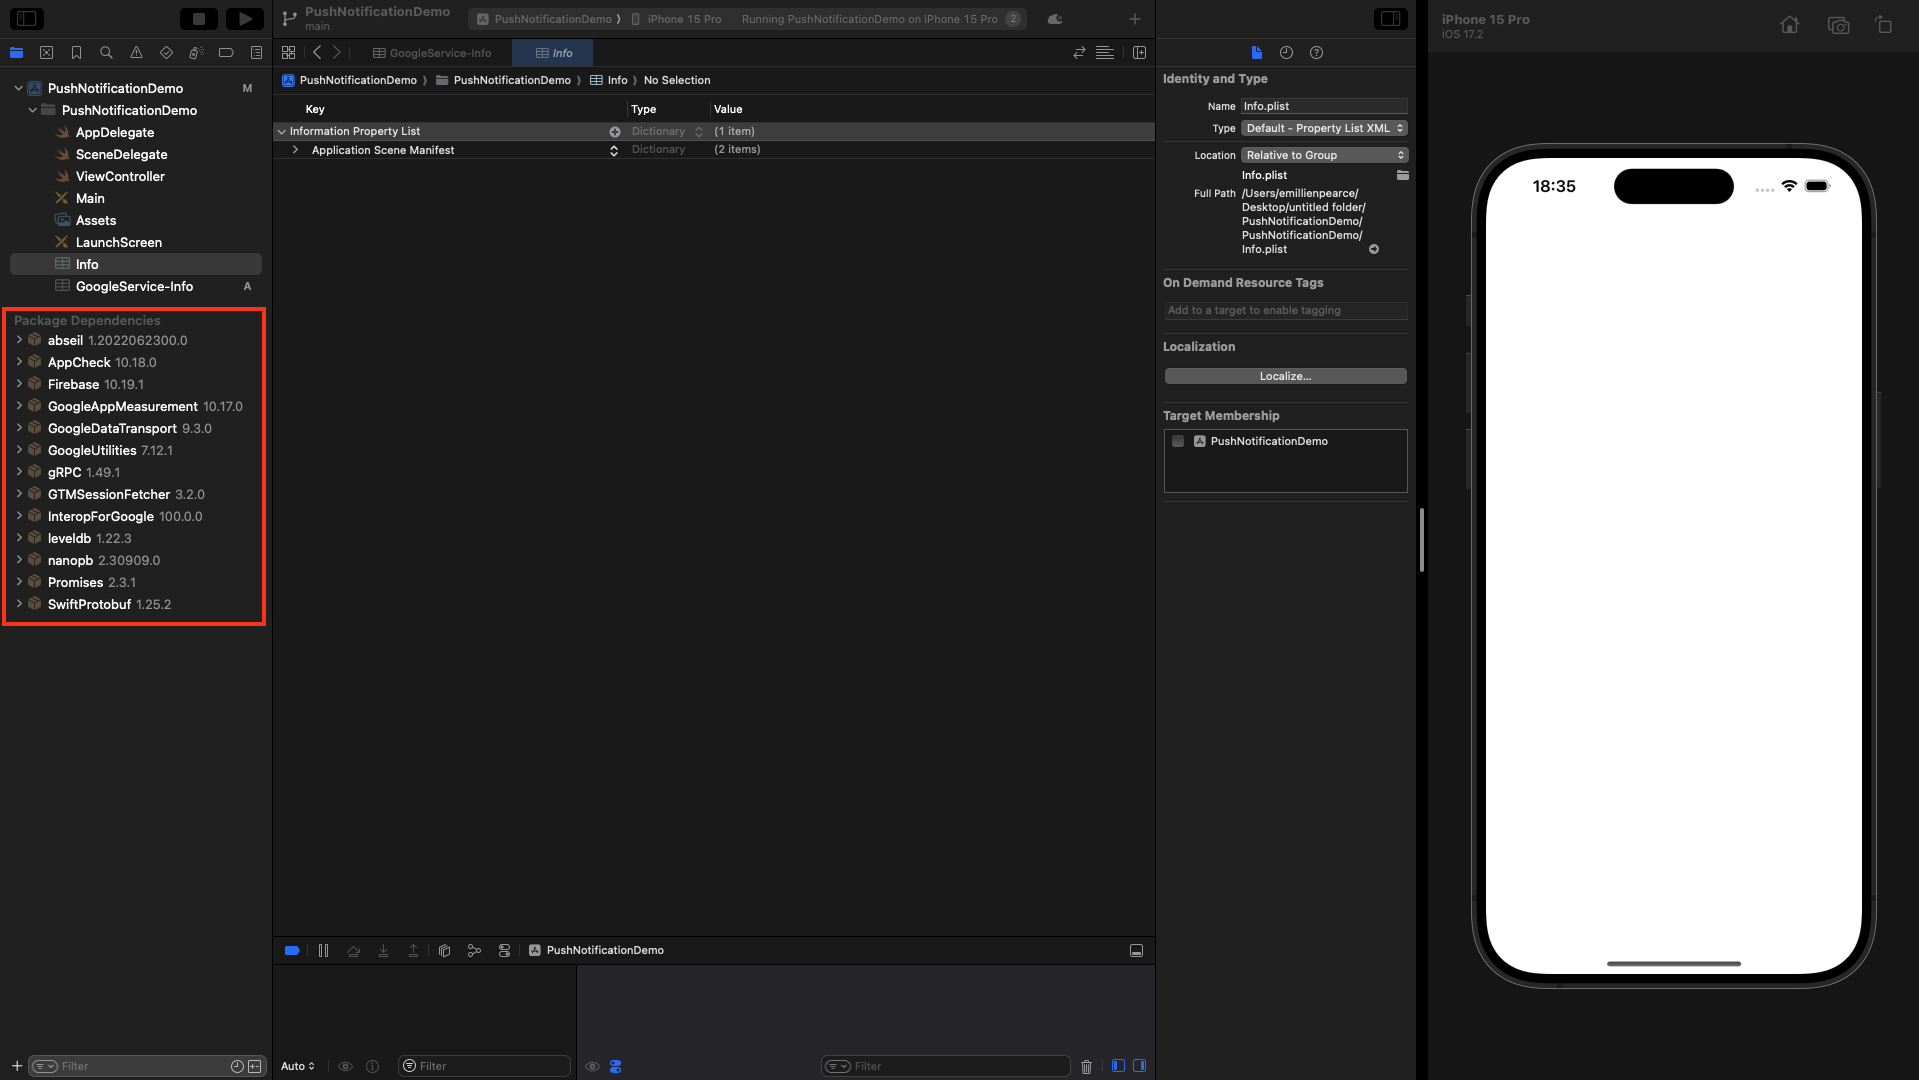 PushNotificationDemo
main
PushNotificationDemo ⟩ iPhone 15 Pro
Running PushNotificationDemo on iPhone 15 Pro 2
GoogleService-Info
Info
PushNotificationDemo ⟩ PushNotificationDemo ⟩ Info ⟩ No Selection
PushNotificationDemo M
PushNotificationDemo
AppDelegate
SceneDelegate
ViewController
Main
Assets
LaunchScreen
Info
GoogleService-Info A
Package Dependencies
abseil 1.2022062300.0
AppCheck 10.18.0
Firebase 10.19.1
GoogleAppMeasurement 10.17.0
GoogleDataTransport 9.3.0
GoogleUtilities 7.12.1
gRPC 1.49.1
GTMSessionFetcher 3.2.0
InteropForGoogle 100.0.0
leveldb 1.22.3
nanopb 2.30909.0
Promises 2.3.1
SwiftProtobuf 1.25.2
Filter
Key Type Value
Information Property List Dictionary (1 item)
Application Scene Manifest Dictionary (2 items)
PushNotificationDemo
Auto
Filter
Filter
Identity and Type
Name Info.plist
Type Default - Property List XML
Location Relative to Group
Info.plist
Full Path /Users/emillienpearce/
Desktop/untitled folder/
PushNotificationDemo/
PushNotificationDemo/
Info.plist
On Demand Resource Tags
Add to a target to enable tagging
Localization
Localize...
Target Membership
PushNotificationDemo
iPhone 15 Pro
iOS 17.2
18:35